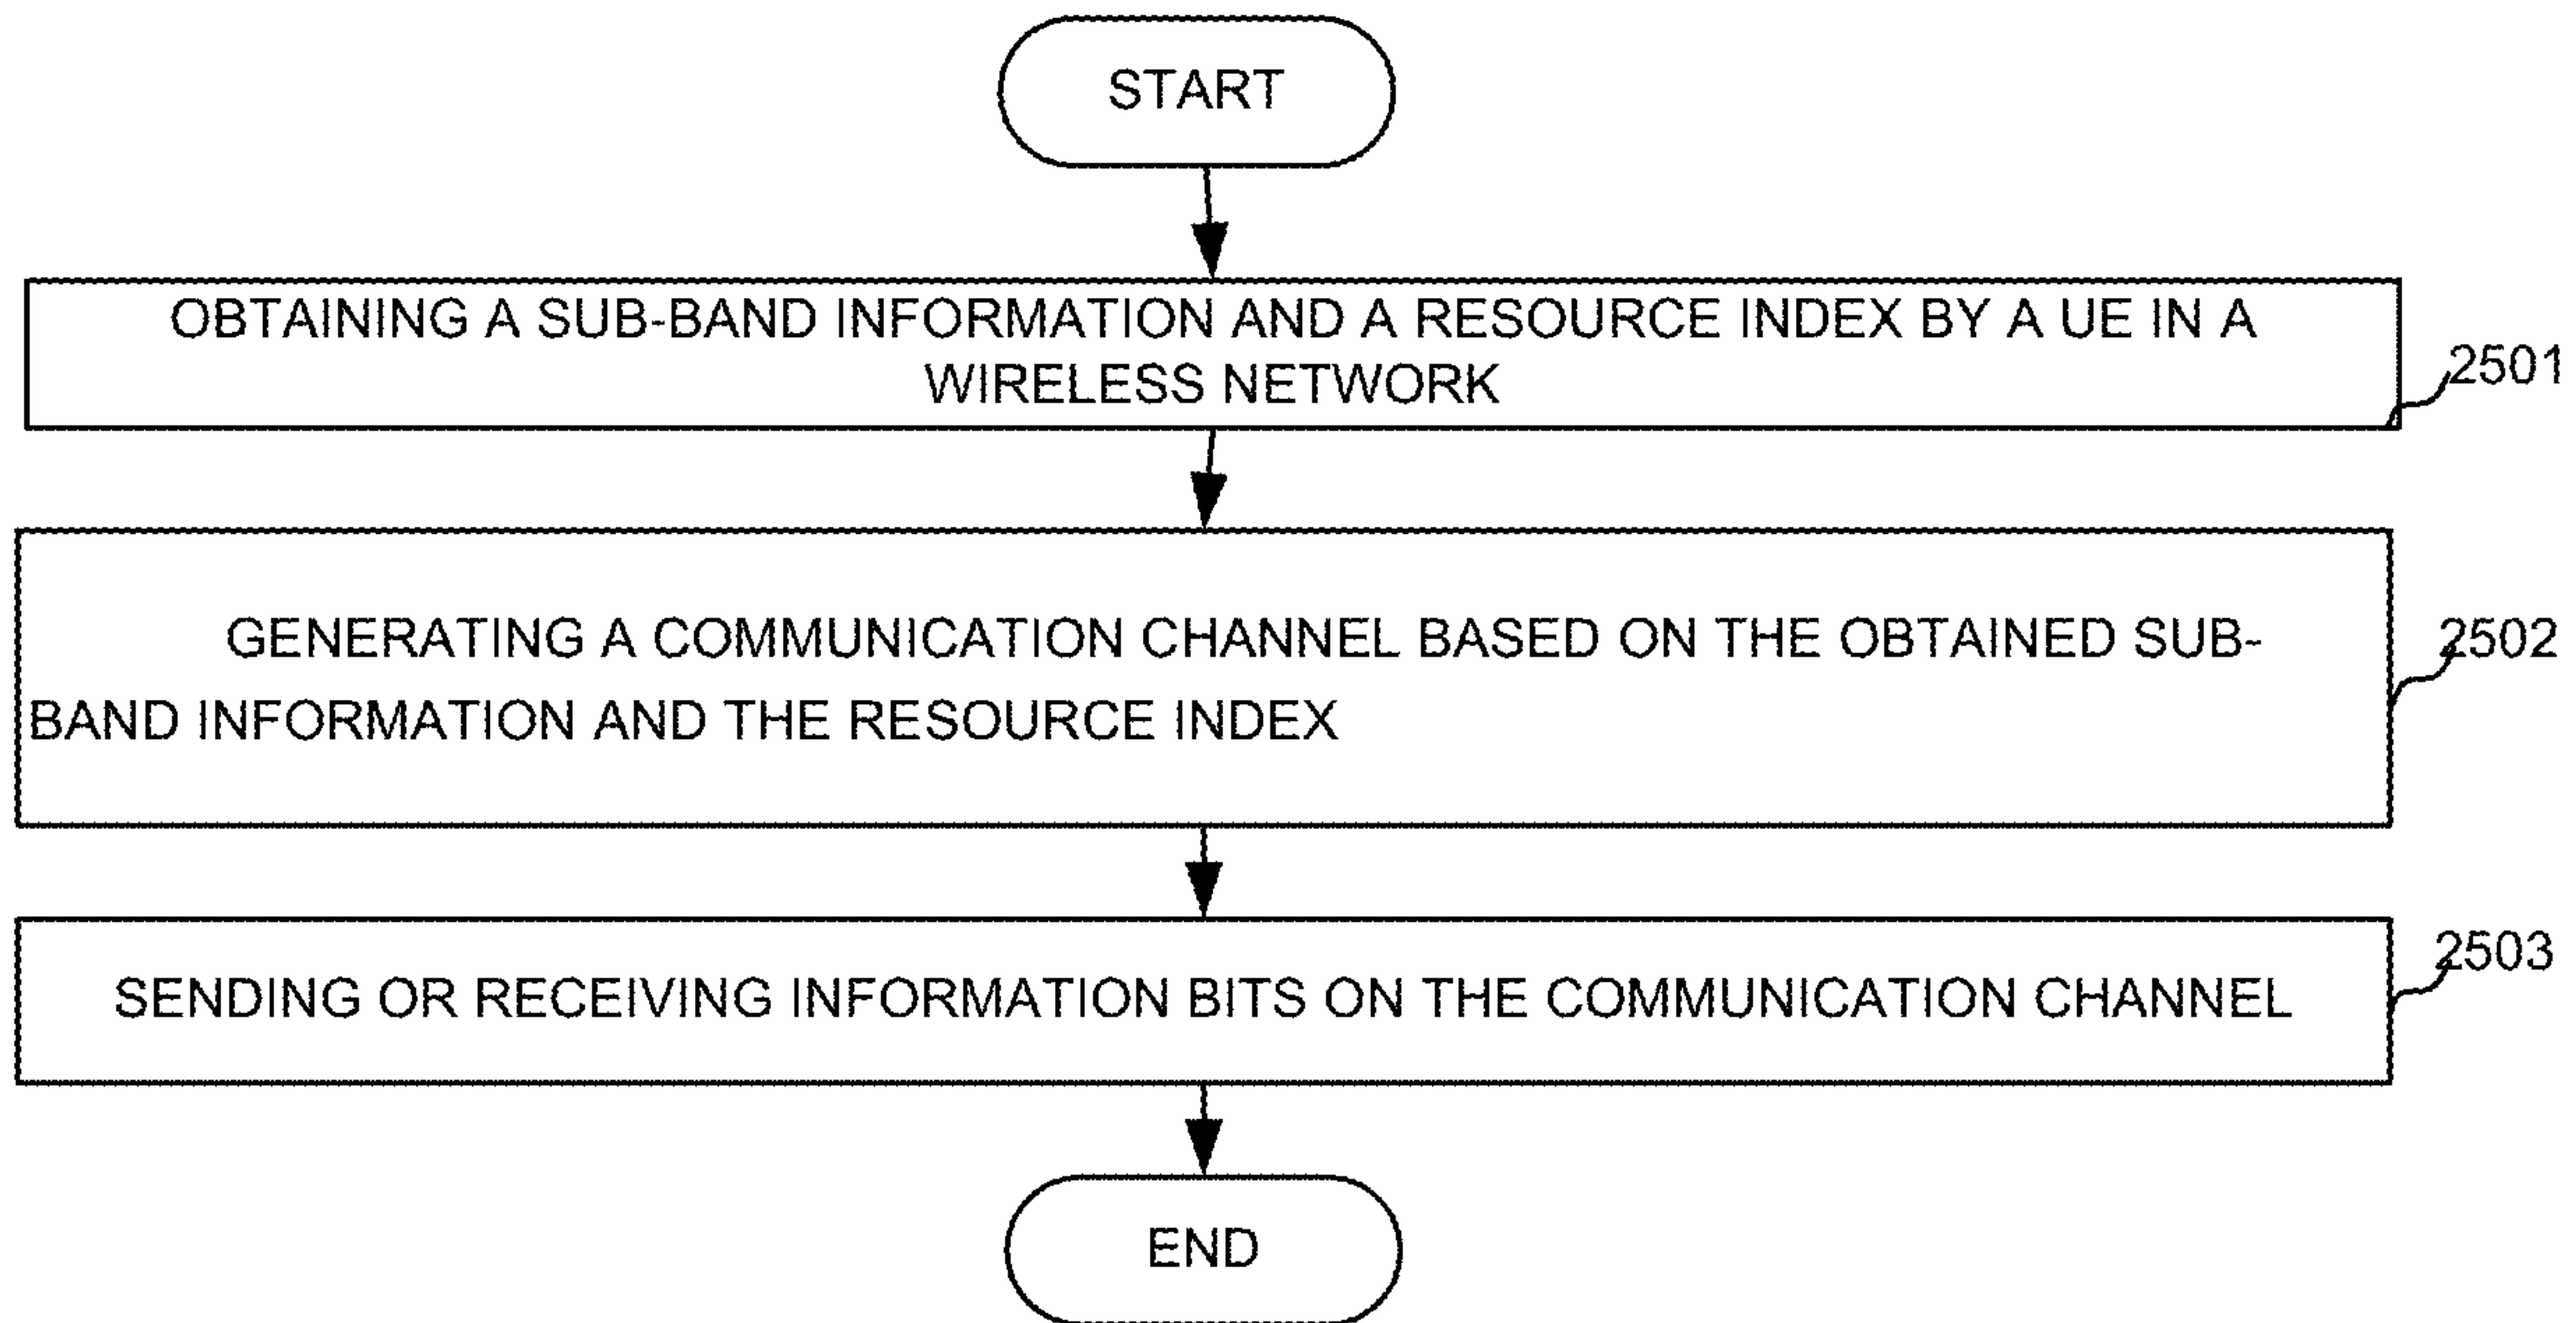 START
OBTAINING A SUB-BAND INFORMATION AND A RESOURCE INDEX BY A UE IN A
WIRELESS NETWORK
2501
GENERATING A COMMUNICATION CHANNEL BASED ON THE OBTAINED SUB-
BAND INFORMATION AND THE RESOURCE INDEX
2502
SENDING OR RECEIVING INFORMATION BITS ON THE COMMUNICATION CHANNEL
2503
END